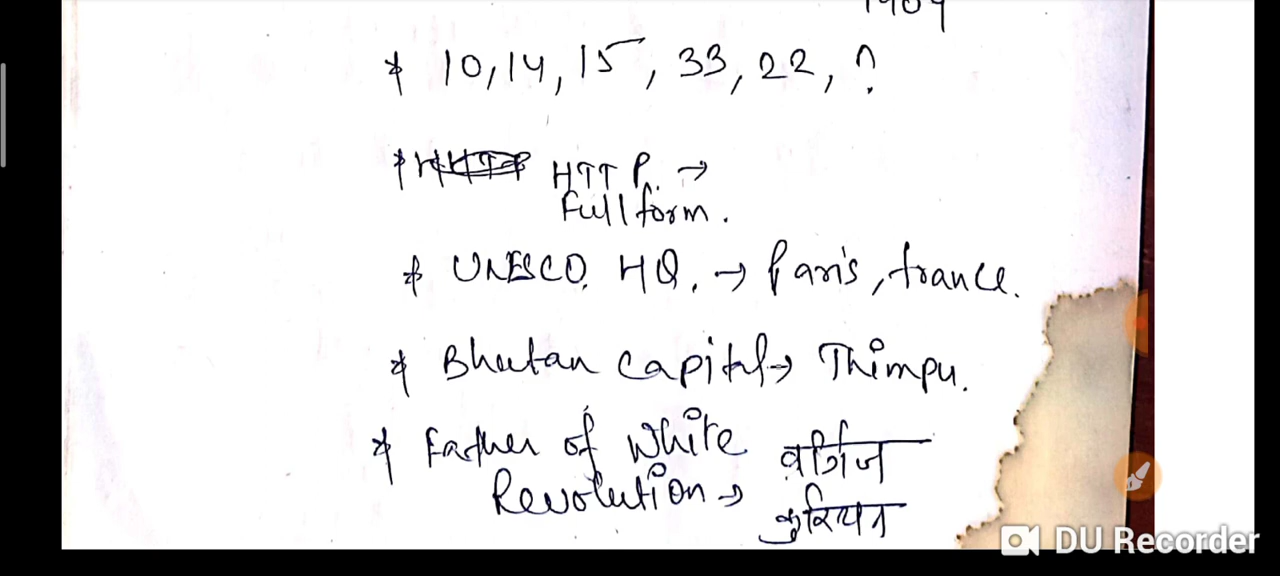 1909
* 10, 14, 15, 33, 22, ?
* HTTP. →
Full form.
* UNESCO. HQ. → Paris, france.
* Bhutan capital → Thimpu.
* Father of White
Revolution → वर्गिज
कुरियन
DU Recorder